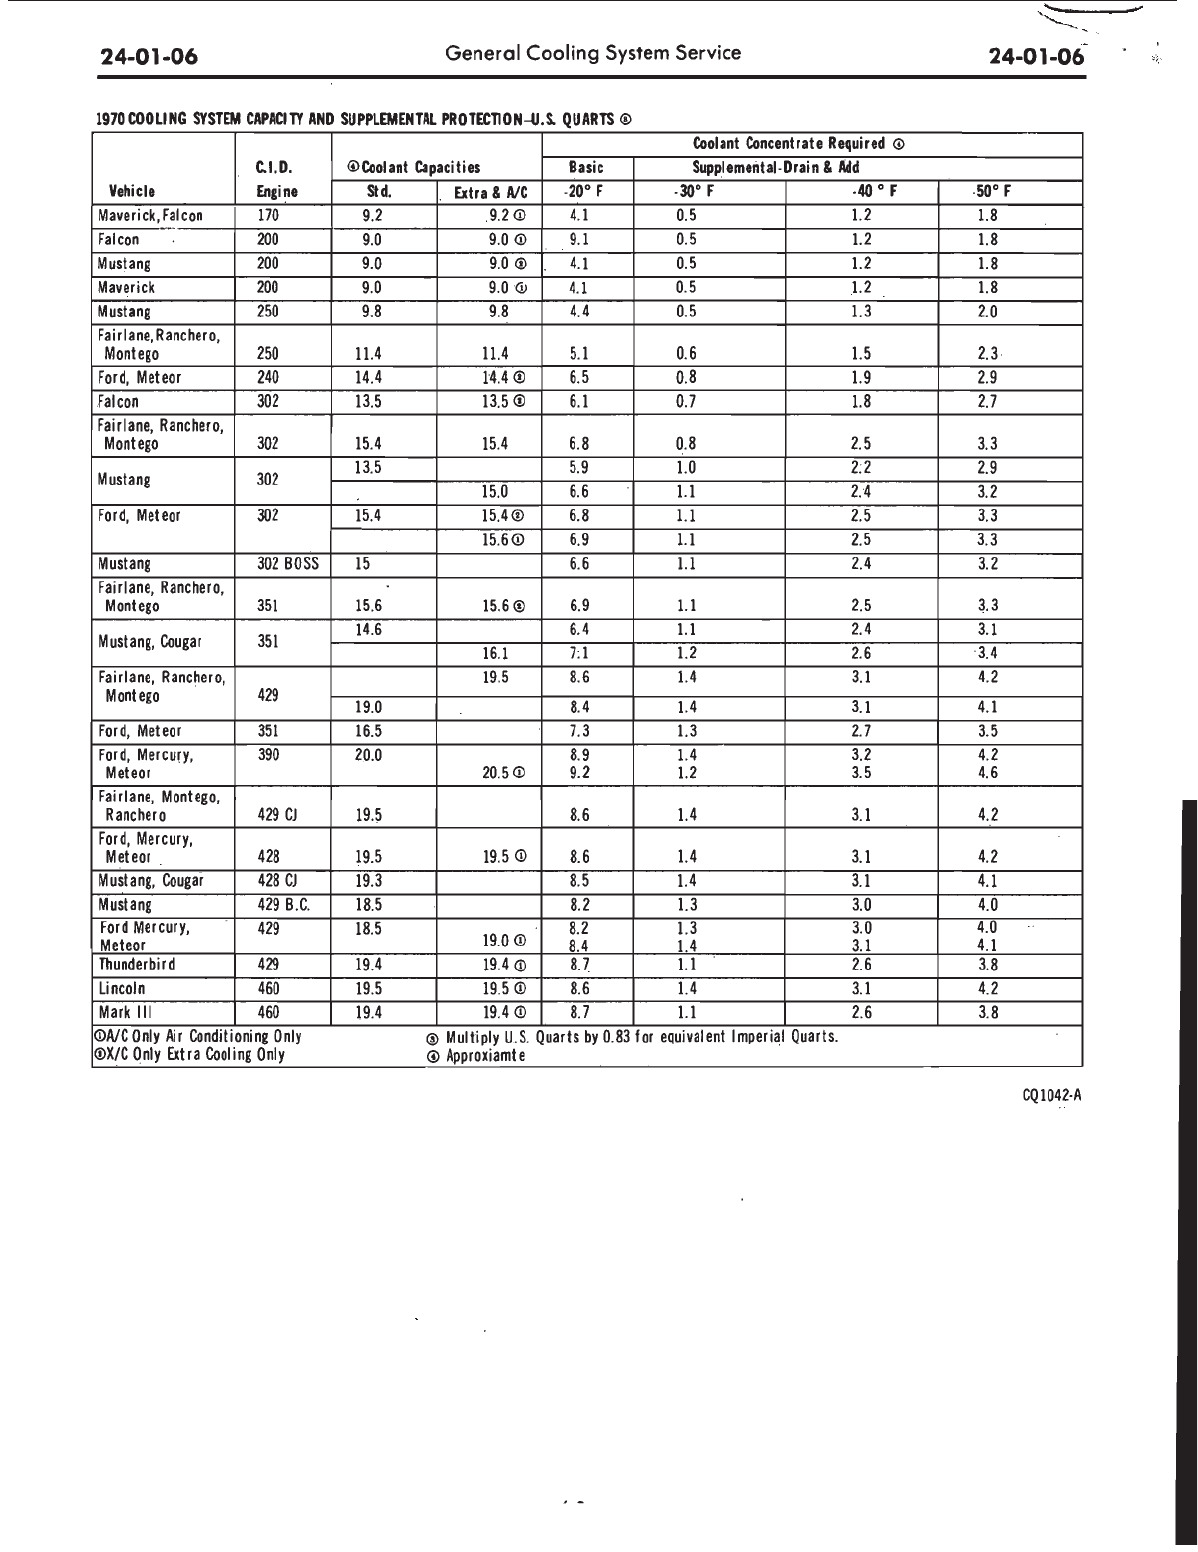 24-01-06 General Cooling System Service 24-01-06
1970 COOLING SYSTEM CAPACITY AND SUPPLEMENTAL PROTECTION-U.S. QUARTS ③
Coolant Concentrate Required ④
C.I.D. ④Coolant Capacities Basic Supplemental-Drain & Add
Vehicle Engine Std. Extra & A/C -20° F -30° F -40 ° F -50° F
Maverick, Falcon 170 9.2 9.2 ① 4.1 0.5 1.2 1.8
Falcon 200 9.0 9.0 ① 9.1 0.5 1.2 1.8
Mustang 200 9.0 9.0 ② 4.1 0.5 1.2 1.8
Maverick 200 9.0 9.0 ① 4.1 0.5 1.2 1.8
Mustang 250 9.8 9.8 4.4 0.5 1.3 2.0
Fairlane, Ranchero,
Montego 250 11.4 11.4 5.1 0.6 1.5 2.3
Ford, Meteor 240 14.4 14.4 ② 6.5 0.8 1.9 2.9
Falcon 302 13.5 13.5 ② 6.1 0.7 1.8 2.7
Fairlane, Ranchero,
Montego 302 15.4 15.4 6.8 0.8 2.5 3.3
13.5 5.9 1.0 2.2 2.9
Mustang 302
15.0 6.6 1.1 2.4 3.2
Ford, Meteor 302 15.4 15.4 ② 6.8 1.1 2.5 3.3
15.6 ① 6.9 1.1 2.5 3.3
Mustang 302 BOSS 15 6.6 1.1 2.4 3.2
Fairlane, Ranchero,
Montego 351 15.6 15.6 ② 6.9 1.1 2.5 3.3
14.6 6.4 1.1 2.4 3.1
Mustang, Cougar 351
16.1 7.1 1.2 2.6 3.4
Fairlane, Ranchero, 19.5 8.6 1.4 3.1 4.2
Montego 429
19.0 8.4 1.4 3.1 4.1
Ford, Meteor 351 16.5 7.3 1.3 2.7 3.5
Ford, Mercury, 390 20.0 8.9 1.4 3.2 4.2
Meteor 20.5 ① 9.2 1.2 3.5 4.6
Fairlane, Montego,
Ranchero 429 CJ 19.5 8.6 1.4 3.1 4.2
Ford, Mercury,
Meteor 428 19.5 19.5 ① 8.6 1.4 3.1 4.2
Mustang, Cougar 428 CJ 19.3 8.5 1.4 3.1 4.1
Mustang 429 B.C. 18.5 8.2 1.3 3.0 4.0
Ford Mercury, 429 18.5 8.2 1.3 3.0 4.0
Meteor 19.0 ① 8.4 1.4 3.1 4.1
Thunderbird 429 19.4 19.4 ① 8.7 1.1 2.6 3.8
Lincoln 460 19.5 19.5 ① 8.6 1.4 3.1 4.2
Mark III 460 19.4 19.4 ① 8.7 1.1 2.6 3.8
①A/C Only Air Conditioning Only ③ Multiply U.S. Quarts by 0.83 for equivalent Imperial Quarts.
②X/C Only Extra Cooling Only ④ Approxiamte
CQ1042-A